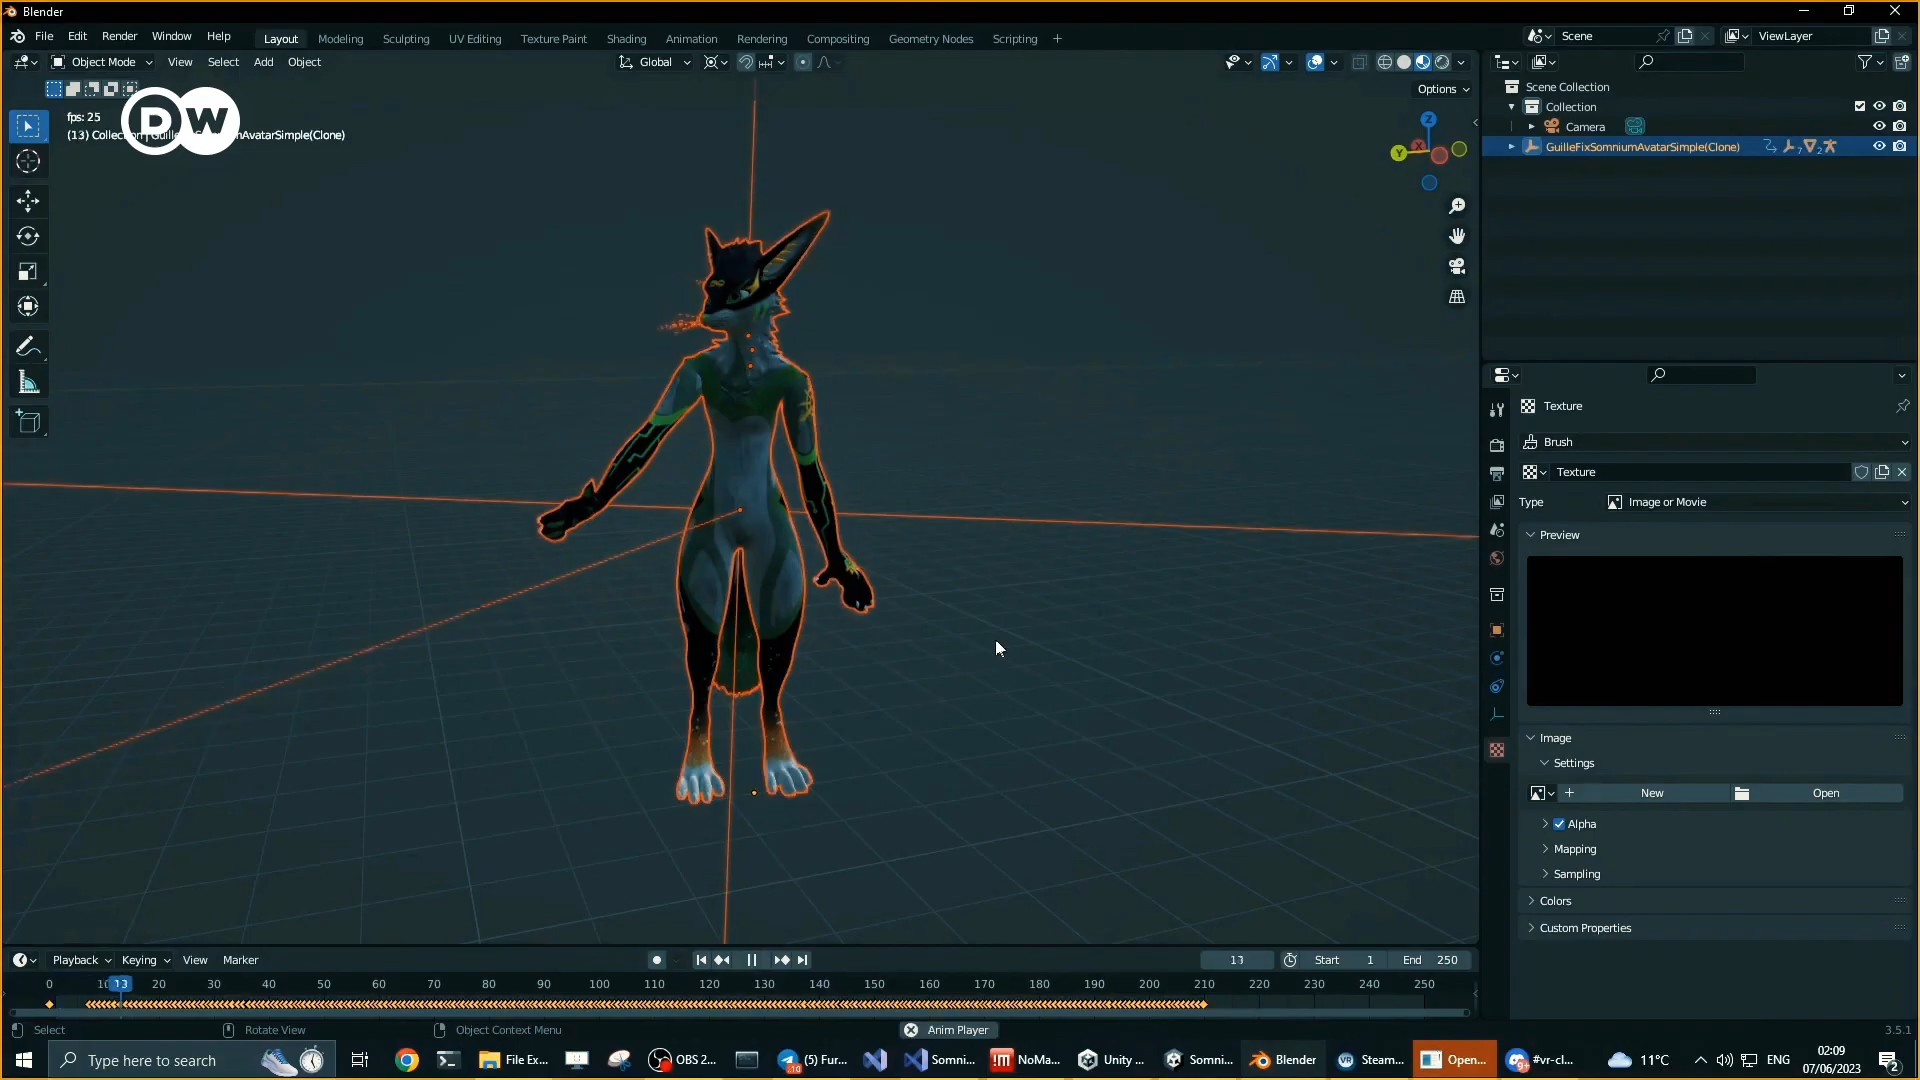 Blender
File Edit Render Window Help
Layout Modeling Sculpting UV Editing Texture Paint Shading Animation Rendering Compositing Geometry Nodes Scripting +
Scene
ViewLayer
Object Mode View Select Add Object
Global
Options
fps: 25
DW
Z
X
Y
Scene Collection
Collection
Camera
GuilleFixSomniumAvatarSimple(Clone)
7
2
Texture
Brush
Texture
Type Image or Movie
Preview
Image
Settings
New
Open
Alpha
Mapping
Sampling
Colors
Custom Properties
Playback Keying View Marker
13
Start 1
End 250
0 13 20 30 40 50 60 70 80 90 100 110 120 130 140 150 160 170 180 190 200 210 220 230 240 250
Select
Rotate View
Object Context Menu
Anim Player
3.5.1
Type here to search
File Ex...
OBS 2...
(5) Fur...
Somni...
NoMa...
Unity ...
Somni...
Blender
Steam...
Open...
#vr-cl...
11°C
ENG
02:09
07/06/2023
2